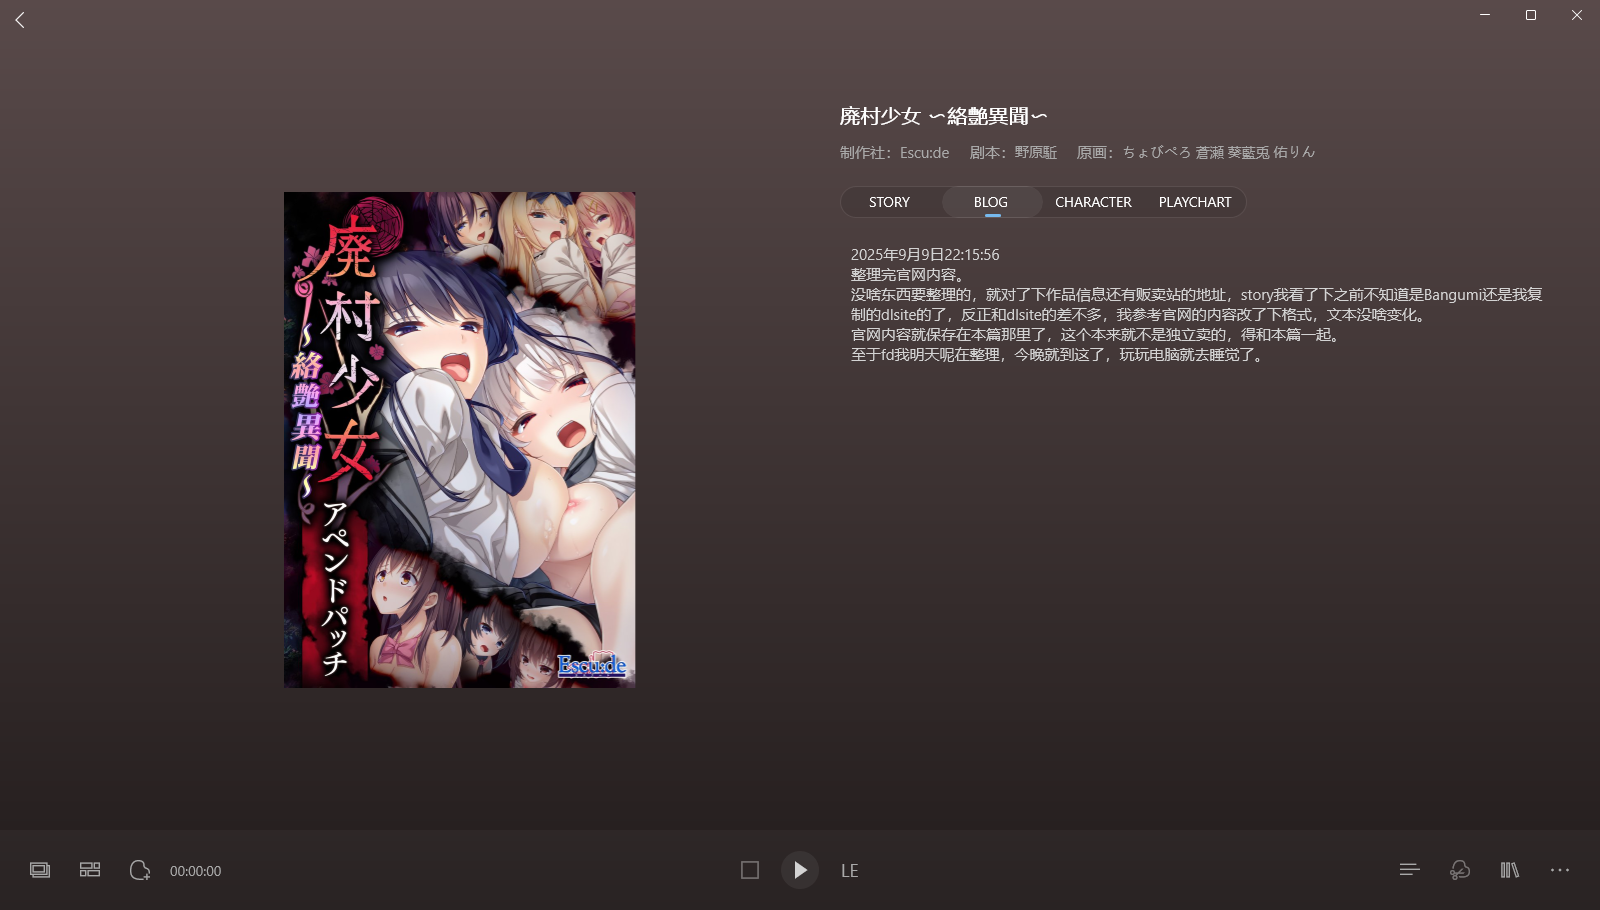 廃村少女 ~絡艶異聞~
制作社：Escu:de 剧本：野原駈 原画：ちょびぺろ 蒼瀬 葵藍兎 佑りん
STORY BLOG CHARACTER PLAYCHART
2025年9月9日22:15:56
整理完官网内容。
没啥东西要整理的，就对了下作品信息还有贩卖站的地址，story我看了下之前不知道是Bangumi还是我复
制的dlsite的了，反正和dlsite的差不多，我参考官网的内容改了下格式，文本没啥变化。
官网内容就保存在本篇那里了，这个本来就不是独立卖的，得和本篇一起。
至于fd我明天呢在整理，今晚就到这了，玩玩电脑就去睡觉了。
廃村少女
~絡艶異聞~
アペンドパッチ
Escu:de
00:00:00
LE